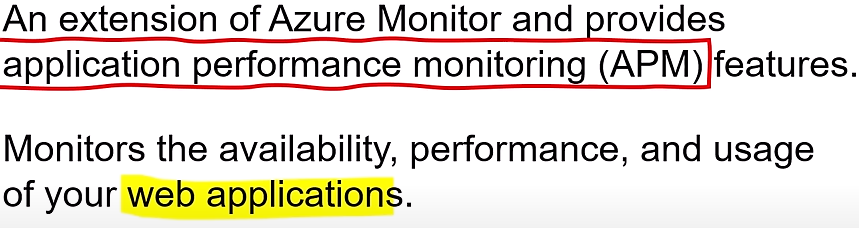 An extension of Azure Monitor and provides
application performance monitoring (APM) features.
Monitors the availability, performance, and usage
of your web applications.